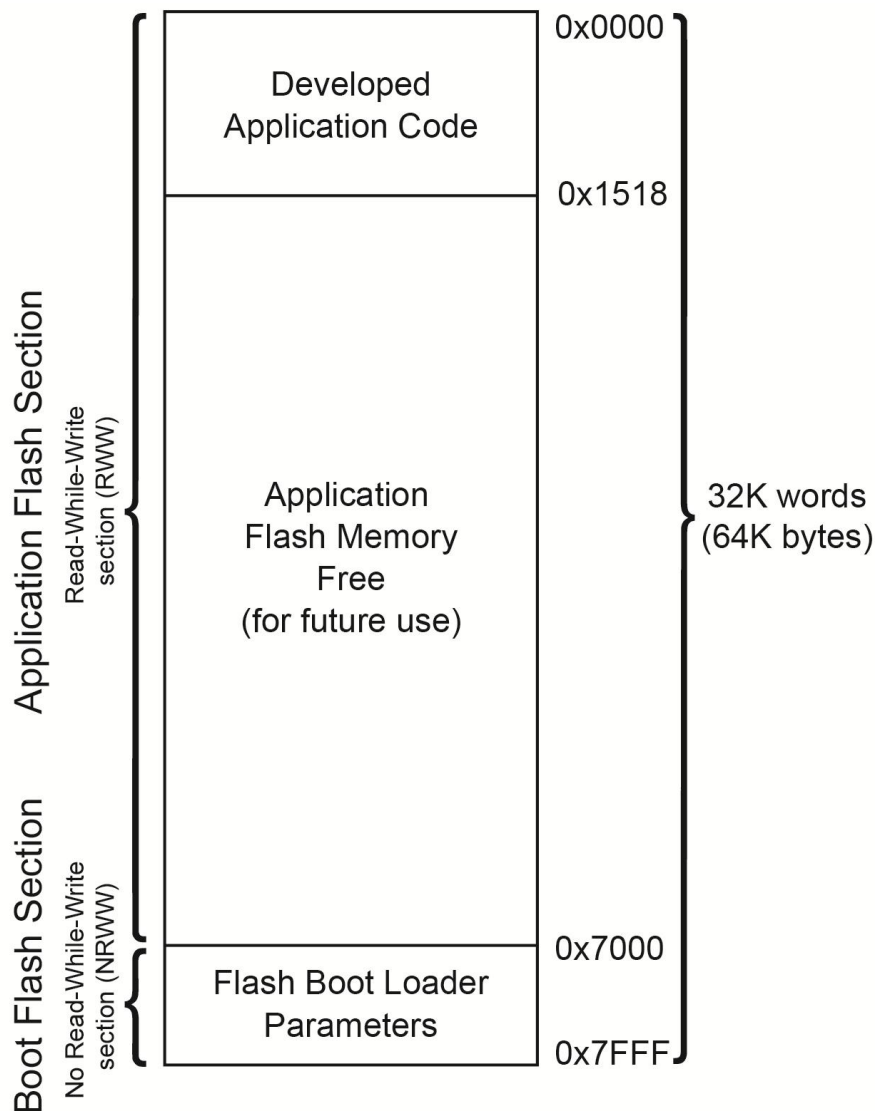 0x0000
Developed
Application Code
0x1518
Application Flash Section
Read-While-Write
section (RWW)
Application
Flash Memory
Free
(for future use)
32K words
(64K bytes)
Boot Flash Section
No Read-While-Write
section (NRWW)
0x7000
Flash Boot Loader
Parameters
0x7FFF